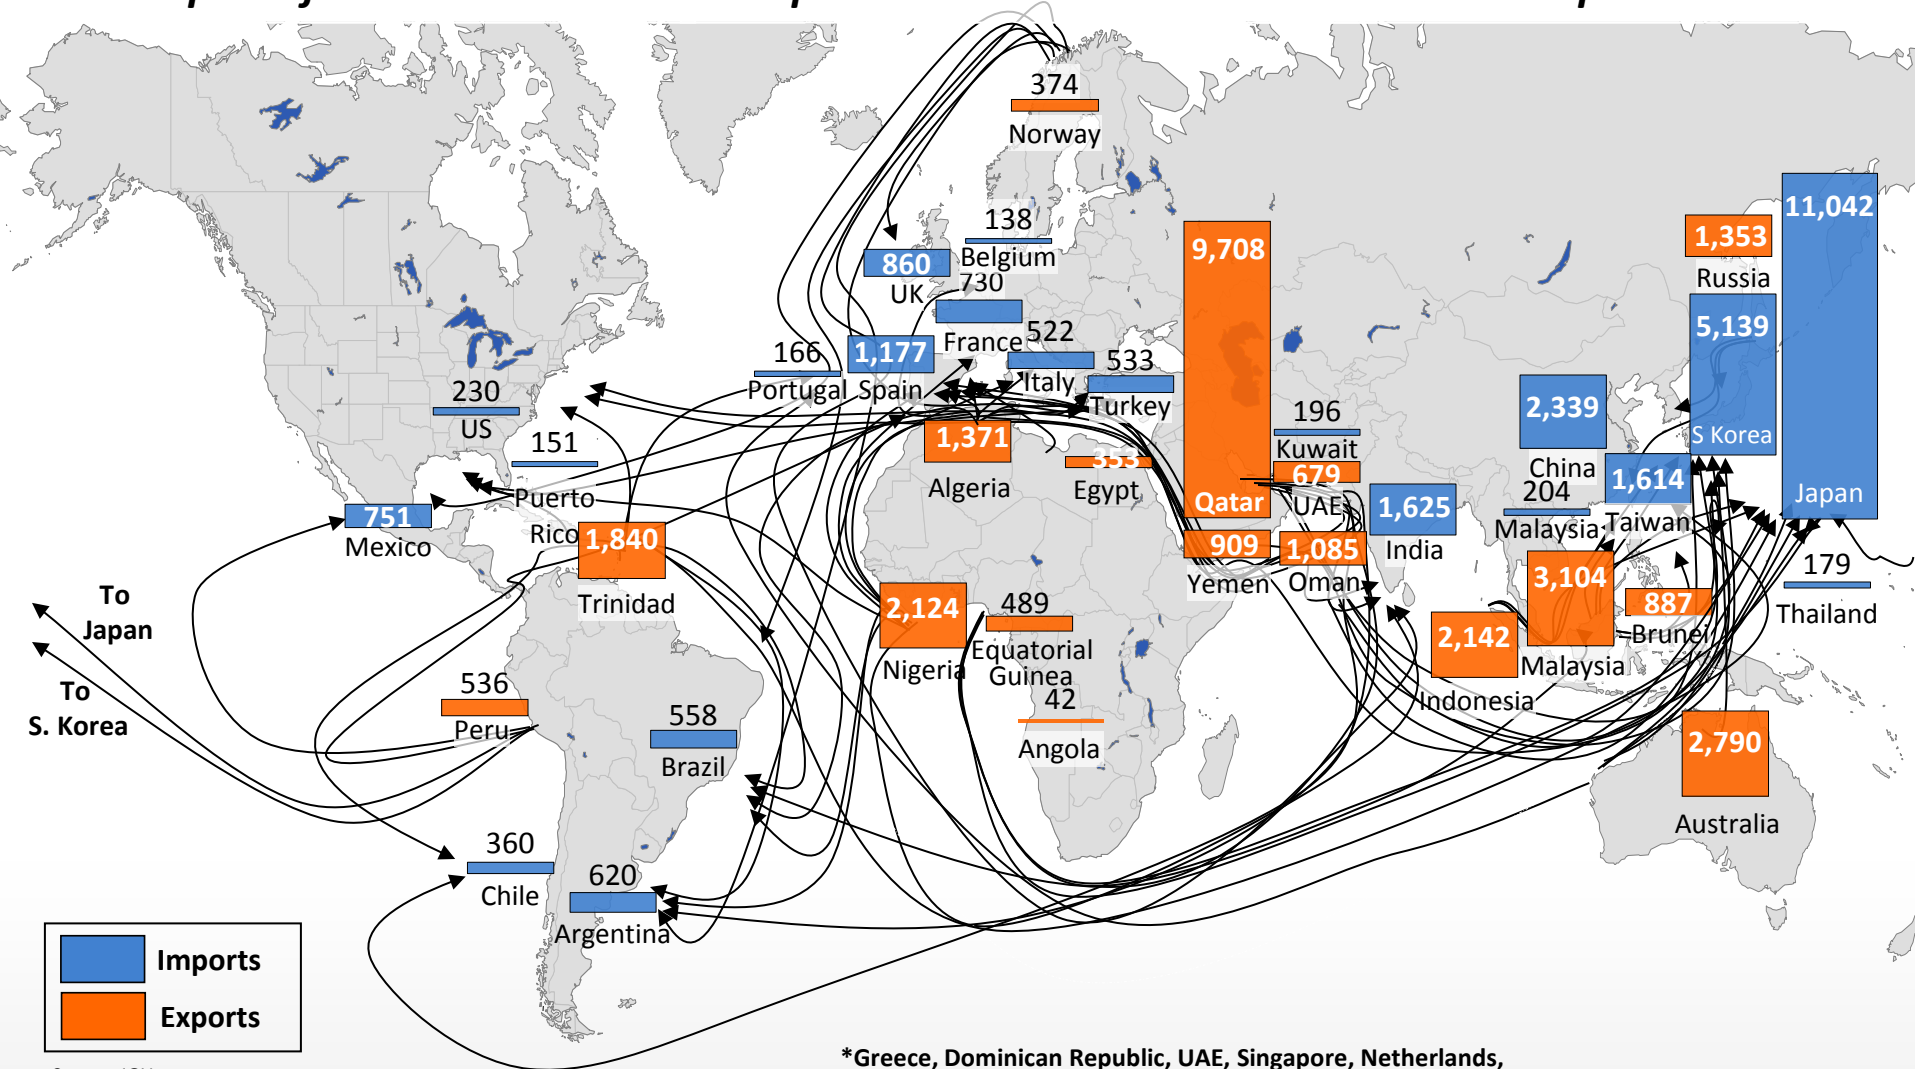 374
Norway
138
Belgium
860
UK
730
France
522
Italy
533
Turkey
166
Portugal
1,177
Spain
9,708
Qatar
196
Kuwait
679
UAE
1,353
Russia
11,042
Japan
5,139
S Korea
2,339
China
1,614
Taiwan
204
Malaysia
1,625
India
230
US
151
Puerto
Rico
751
Mexico
1,840
Trinidad
1,371
Algeria
353
Egypt
909
Yemen
1,085
Oman
2,124
Nigeria
489
Equatorial
Guinea
42
Angola
3,104
Malaysia
887
Brunei
179
Thailand
2,142
Indonesia
2,790
Australia
To
Japan
To
S. Korea
536
Peru
558
Brazil
360
Chile
620
Argentina
Imports
Exports
*Greece, Dominican Republic, UAE, Singapore, Netherlands,